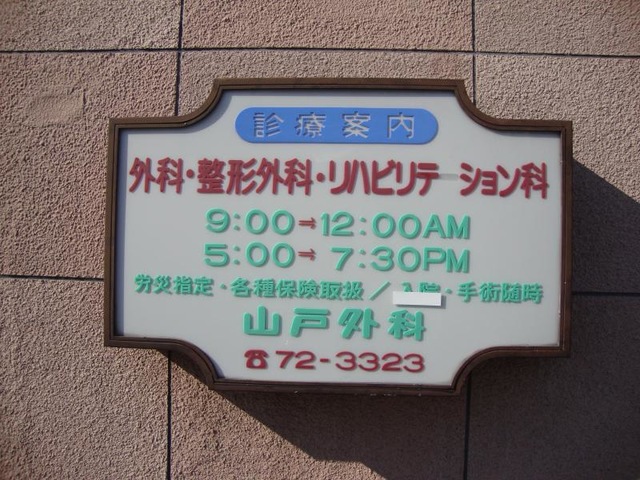 診療案内
外科・整形外科・リハビリテーション科
9:00→12:00AM
5:00→7:30PM
労災指定・各種保険取扱／入院・手術随時
山戸外科
☎72-3323